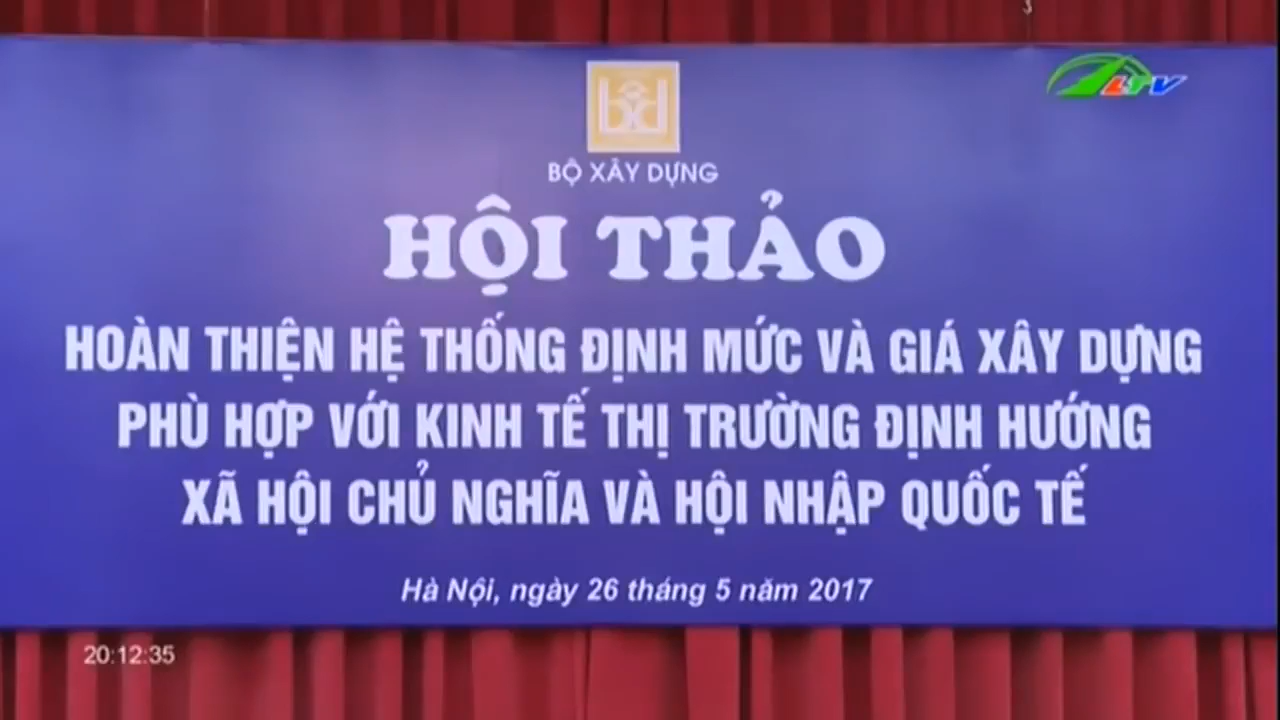 LTV
BỘ XÂY DỰNG
HỘI THẢO
HOÀN THIỆN HỆ THỐNG ĐỊNH MỨC VÀ GIÁ XÂY DỰNG
PHÙ HỢP VỚI KINH TẾ THỊ TRƯỜNG ĐỊNH HƯỚNG
XÃ HỘI CHỦ NGHĨA VÀ HỘI NHẬP QUỐC TẾ
Hà Nội, ngày 26 tháng 5 năm 2017
20:12:35